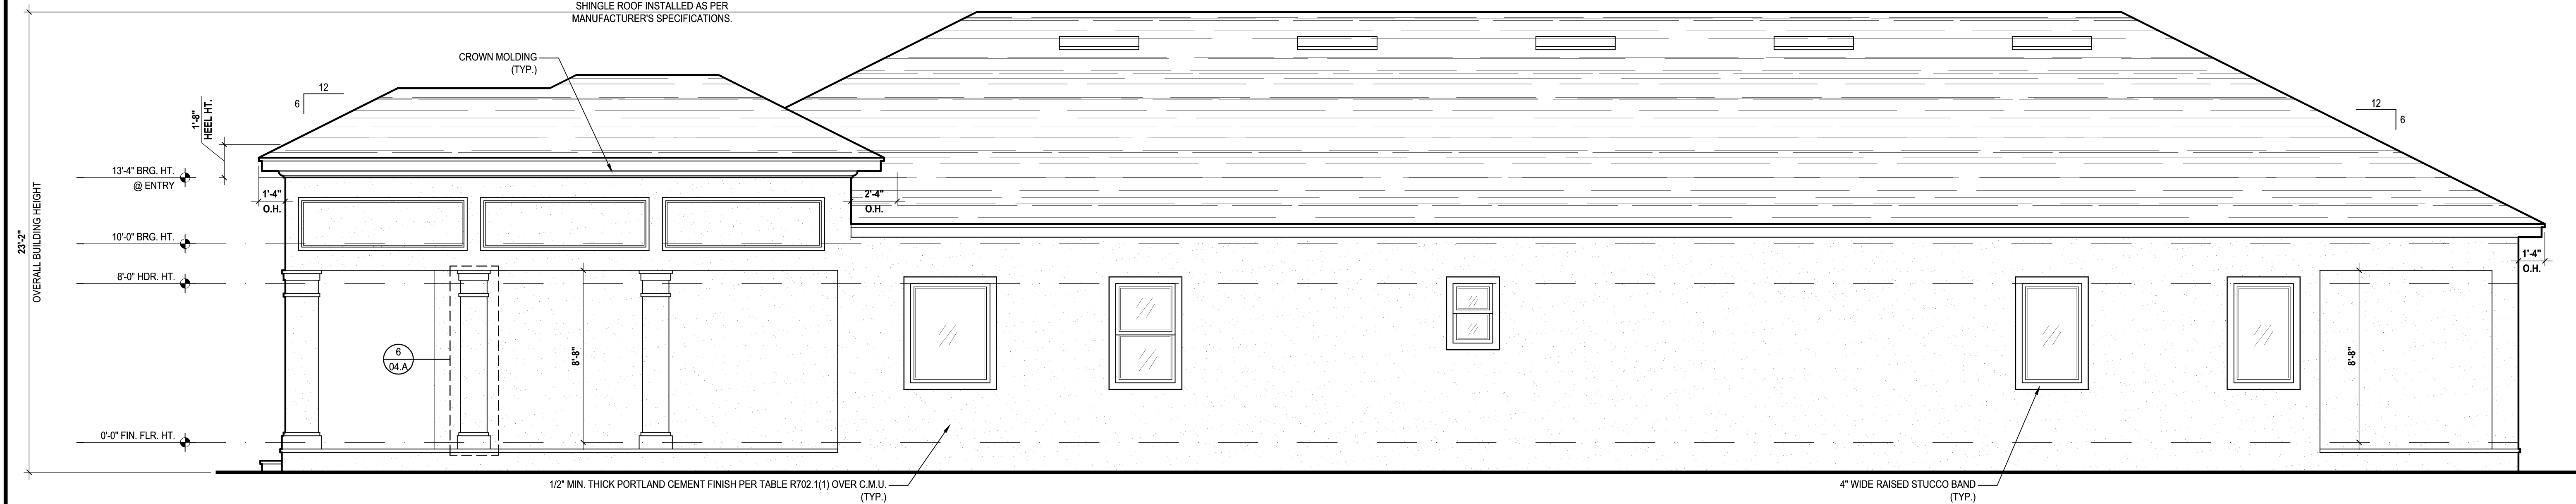 SHINGLE ROOF INSTALLED AS PER
MANUFACTURER'S SPECIFICATIONS.
CROWN MOLDING
(TYP.)
12
6
1'-8"
HEEL HT.
12
6
13'-4" BRG. HT.
@ ENTRY
1'-4"
O.H.
2'-4"
O.H.
23'-2"
OVERALL BUILDING HEIGHT
10'-0" BRG. HT.
1'-4"
O.H.
8'-0" HDR. HT.
6
04.A
8'-8"
8'-8"
0'-0" FIN. FLR. HT.
1/2" MIN. THICK PORTLAND CEMENT FINISH PER TABLE R702.1(1) OVER C.M.U.
(TYP.)
4" WIDE RAISED STUCCO BAND
(TYP.)